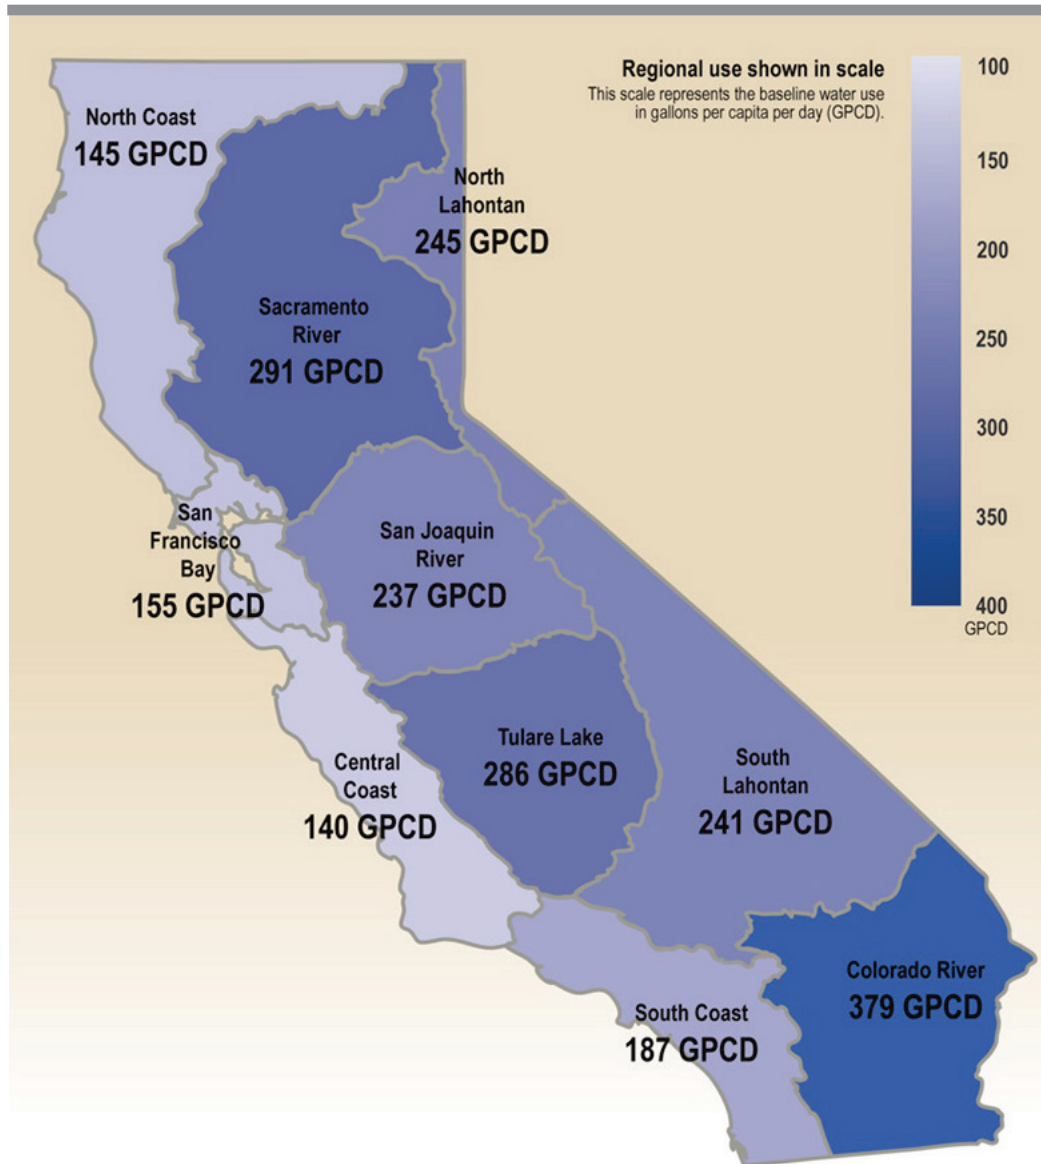 Regional use shown in scale
This scale represents the baseline water use
in gallons per capita per day (GPCD).
100
150
200
250
300
350
400
GPCD
North Coast
145 GPCD
North
Lahontan
245 GPCD
Sacramento
River
291 GPCD
San
Francisco
Bay
155 GPCD
San Joaquin
River
237 GPCD
Central
Coast
140 GPCD
Tulare Lake
286 GPCD
South
Lahontan
241 GPCD
South Coast
187 GPCD
Colorado River
379 GPCD